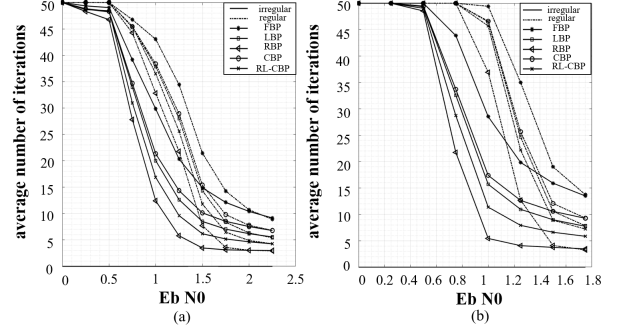 average number of iterations
50
45
40
35
30
25
20
15
10
5
0
0
0.5
1
1.5
2
2.5
irregular
regular
FBP
LBP
RBP
CBP
RL-CBP
Eb N0
(a)
average number of iterations
50
45
40
35
30
25
20
15
10
5
0
0
0.2
0.4
0.6
0.8
1
1.2
1.4
1.6
1.8
irregular
regular
FBP
LBP
RBP
CBP
RL-CBP
Eb N0
(b)